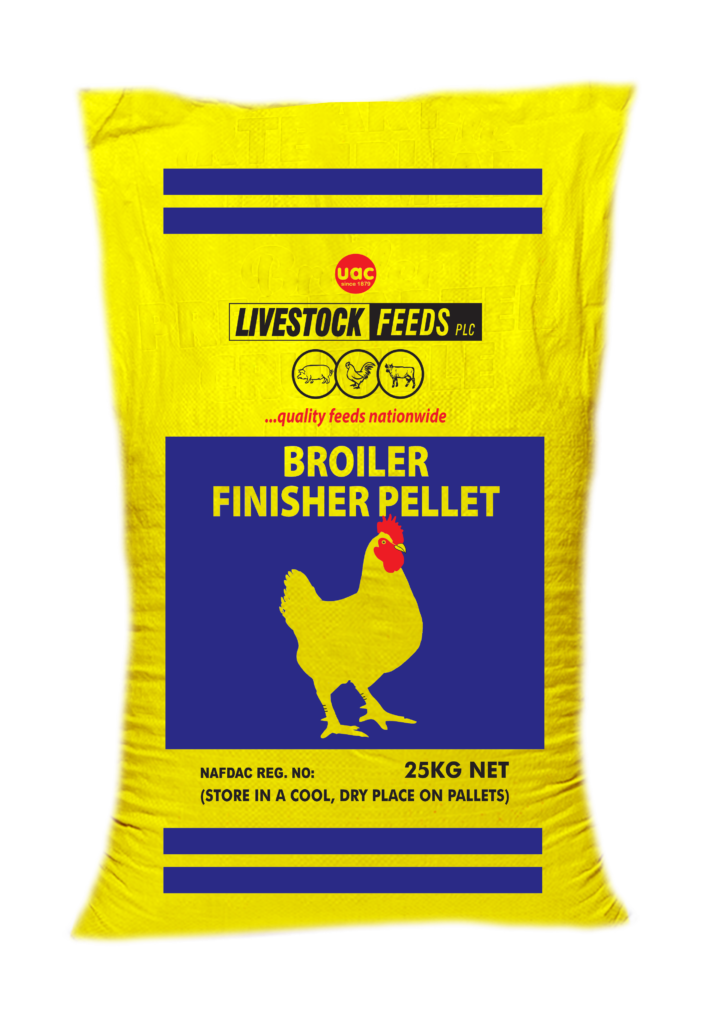 uac
since 1879
LIVESTOCK FEEDS PLC
...quality feeds nationwide
BROILER
FINISHER PELLET
NAFDAC REG. NO: 25KG NET
(STORE IN A COOL, DRY PLACE ON PALLETS)